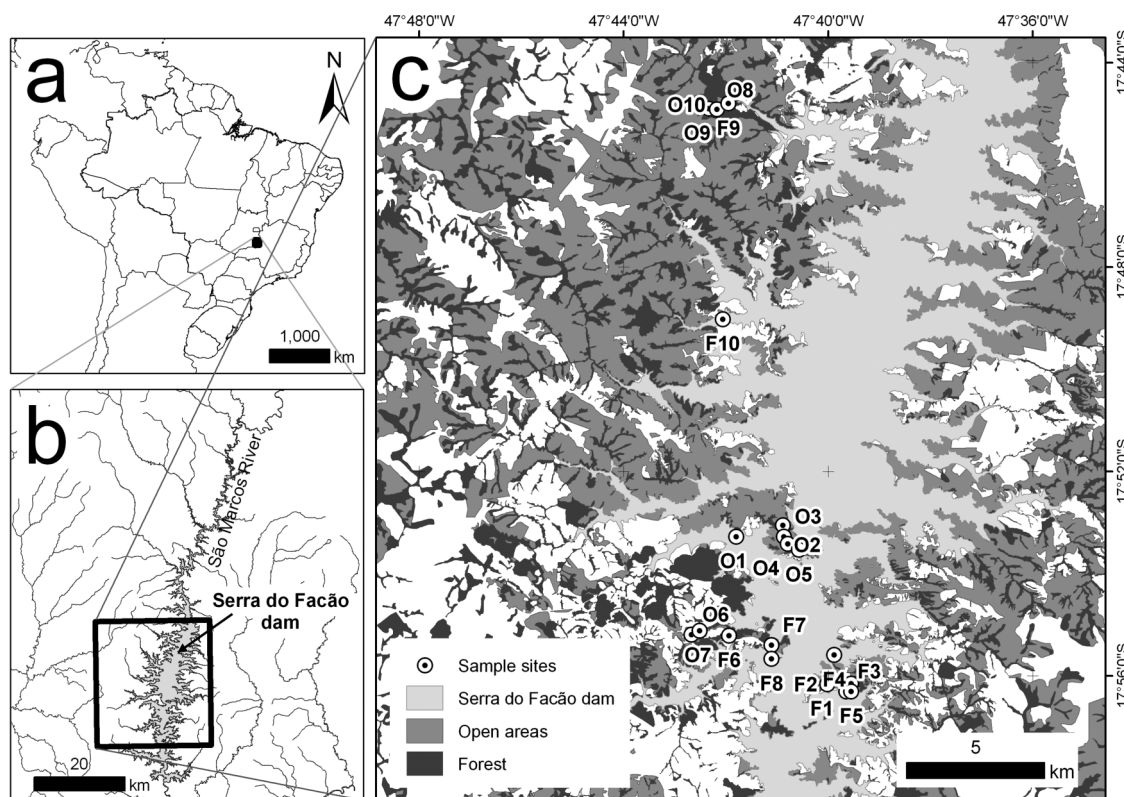 a
N
1,000
km
b
São Marcos River
Serra do Facão
dam
20
km
47°48'0"W
47°44'0"W
47°40'0"W
47°36'0"W
c
17°44'0"S
17°48'0"S
17°52'0"S
17°56'0"S
O8
O10
O9
F9
F10
O3
O2
O1
O4
O5
O6
F7
O7
F6
F8
F3
F4
F2
F1
F5
Sample sites
Serra do Facão dam
Open areas
Forest
5
km